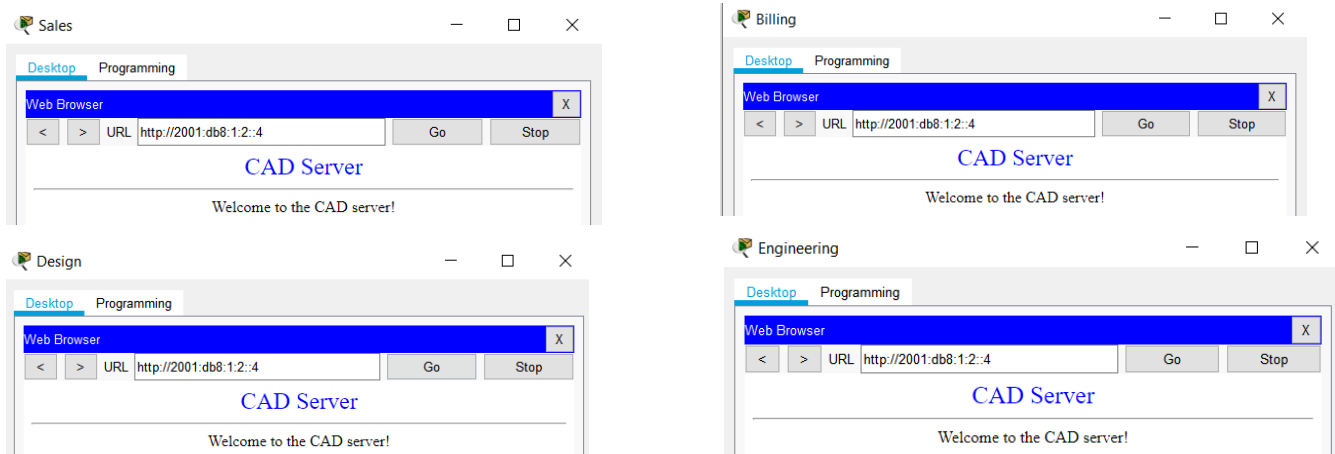 Sales
Desktop Programming
Web Browser X
< > URL http://2001:db8:1:2::4 Go Stop
CAD Server
Welcome to the CAD server!
Billing
Desktop Programming
Web Browser X
< > URL http://2001:db8:1:2::4 Go Stop
CAD Server
Welcome to the CAD server!
Design
Desktop Programming
Web Browser X
< > URL http://2001:db8:1:2::4 Go Stop
CAD Server
Welcome to the CAD server!
Engineering
Desktop Programming
Web Browser X
< > URL http://2001:db8:1:2::4 Go Stop
CAD Server
Welcome to the CAD server!